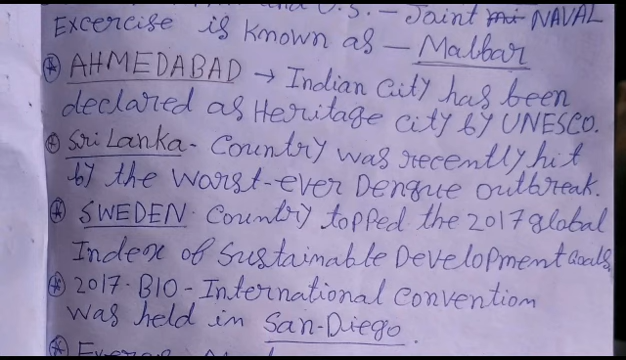 U.S. - Joint NAVAL
Excercise is known as - Malbar
* AHMEDABAD → Indian City has been
declared as Heritage city by UNESCO.
* Sri Lanka - Country was recently hit
by the worst-ever Dengue outbreak.
* SWEDEN - Country topped the 2017 global
Index of Sustainable Development Goals
* 2017 - BIO - International Convention
was held in San-Diego.